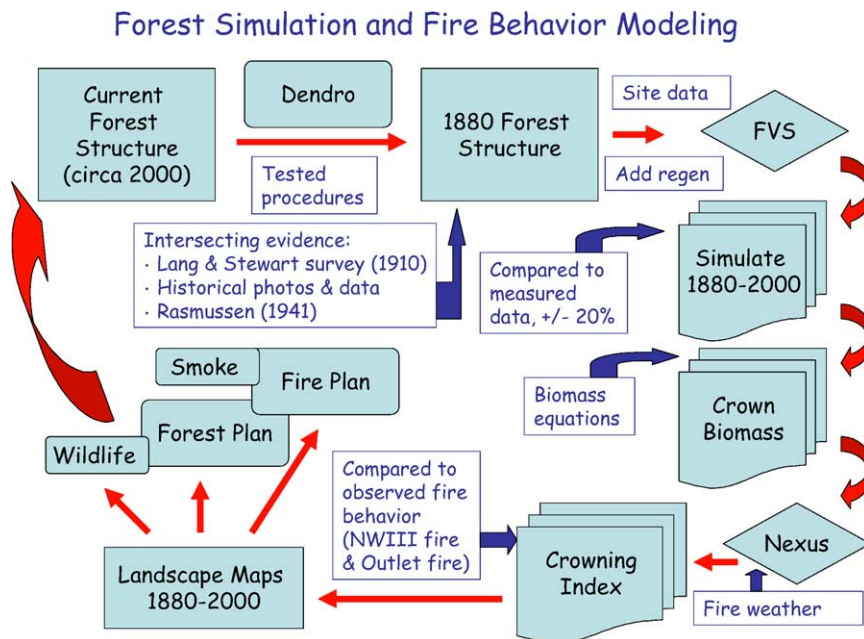 Forest Simulation and Fire Behavior Modeling
Current
Forest
Structure
(circa 2000)
Dendro
Tested
procedures
1880 Forest
Structure
Site data
Add regen
FVS
Intersecting evidence:
· Lang & Stewart survey (1910)
· Historical photos & data
· Rasmussen (1941)
Compared to
measured
data, +/- 20%
Simulate
1880-2000
Smoke
Fire Plan
Forest Plan
Wildlife
Biomass
equations
Crown
Biomass
Compared to
observed fire
behavior
(NWIII fire
& Outlet fire)
Landscape Maps
1880-2000
Crowning
Index
Nexus
Fire weather